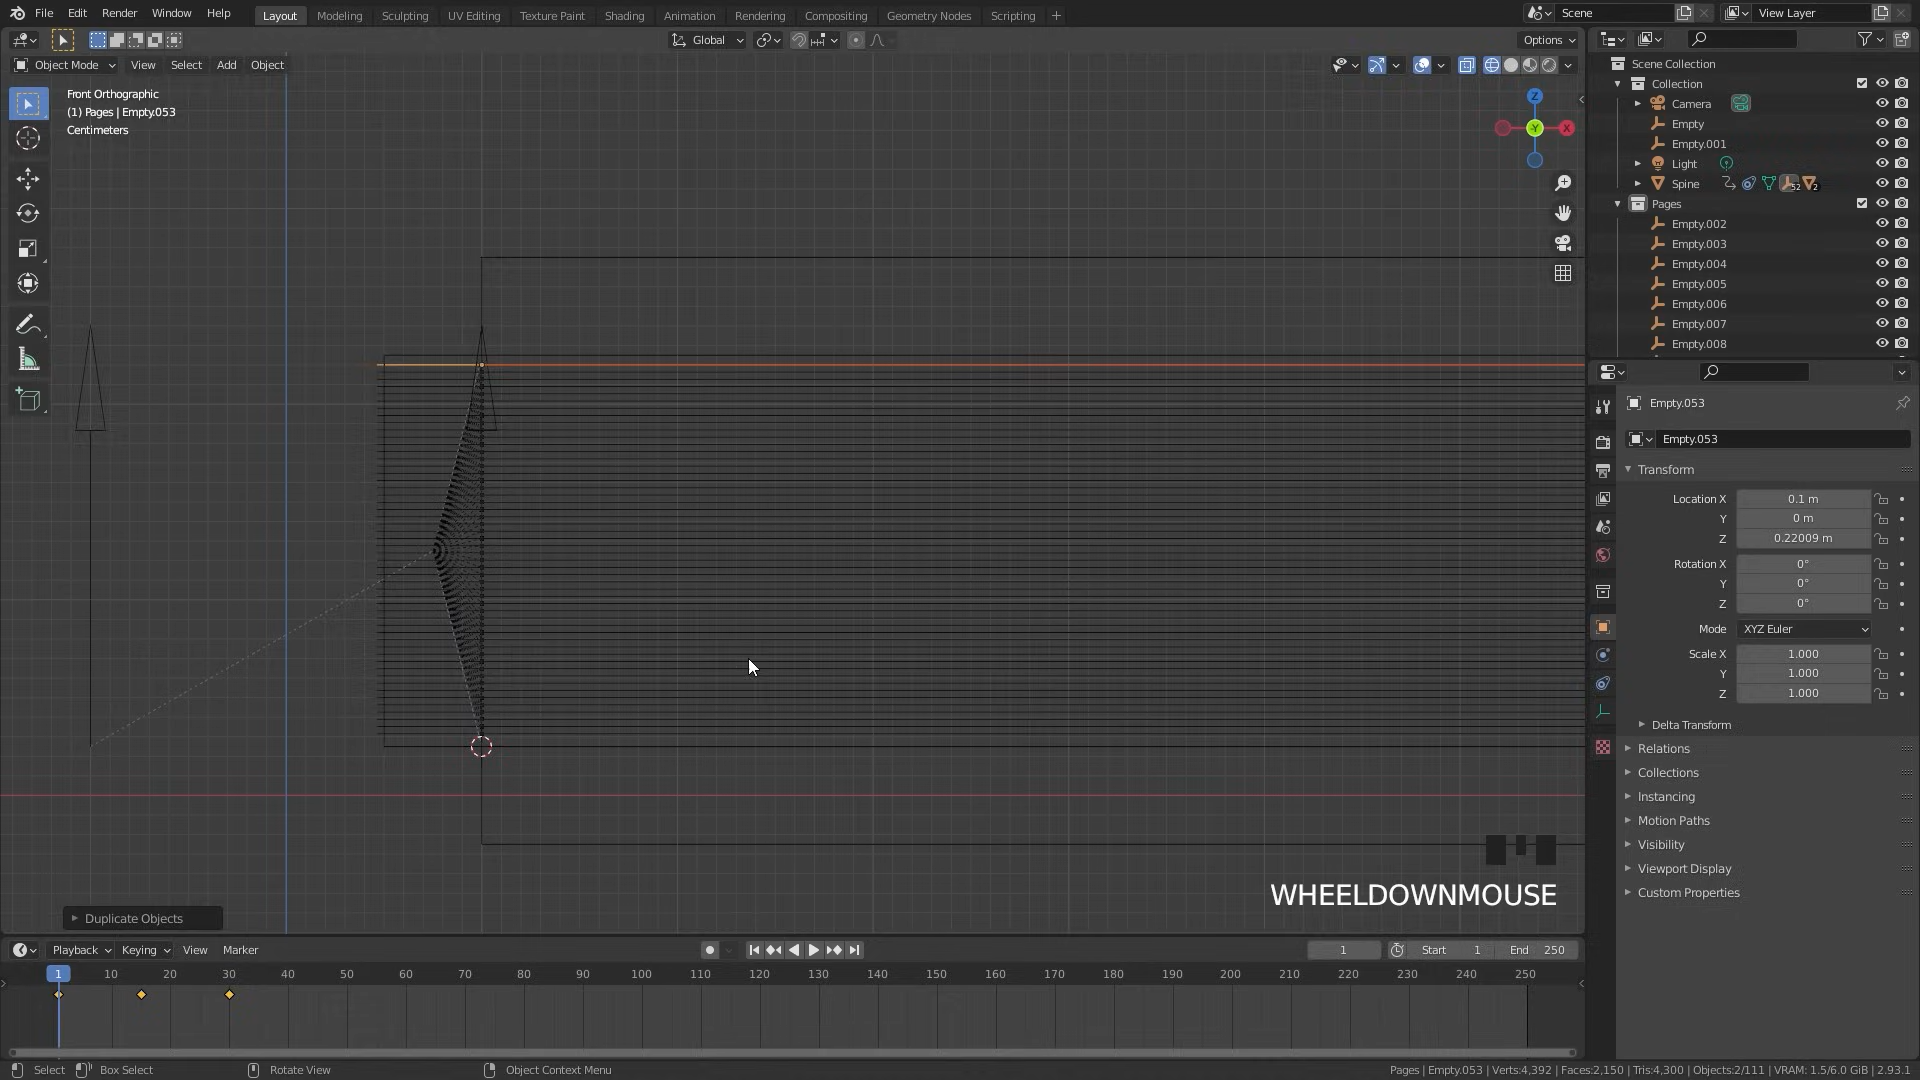 File Edit Render Window Help Layout Modeling Sculpting UV Editing Texture Paint Shading Animation Rendering Compositing Geometry Nodes Scripting Scene View Layer
Global Options
Object Mode View Select Add Object
Front Orthographic
(1) Pages | Empty.053
Centimeters
Z
Y
X
WHEELDOWNMOUSE
Duplicate Objects
Scene Collection
Collection
Camera
Empty
Empty.001
Light
Spine 52 2
Pages
Empty.002
Empty.003
Empty.004
Empty.005
Empty.006
Empty.007
Empty.008
Empty.053
Empty.053
Transform
Location X 0.1 m
Y 0 m
Z 0.22009 m
Rotation X 0°
Y 0°
Z 0°
Mode XYZ Euler
Scale X 1.000
Y 1.000
Z 1.000
Delta Transform
Relations
Collections
Instancing
Motion Paths
Visibility
Viewport Display
Custom Properties
Playback Keying View Marker 1 Start 1 End 250
1 10 20 30 40 50 60 70 80 90 100 110 120 130 140 150 160 170 180 190 200 210 220 230 240 250
Select Box Select Rotate View Object Context Menu Pages | Empty.053 | Verts:4,392 | Faces:2,150 | Tris:4,300 | Objects:2/111 | VRAM: 1.5/6.0 GiB | 2.93.1